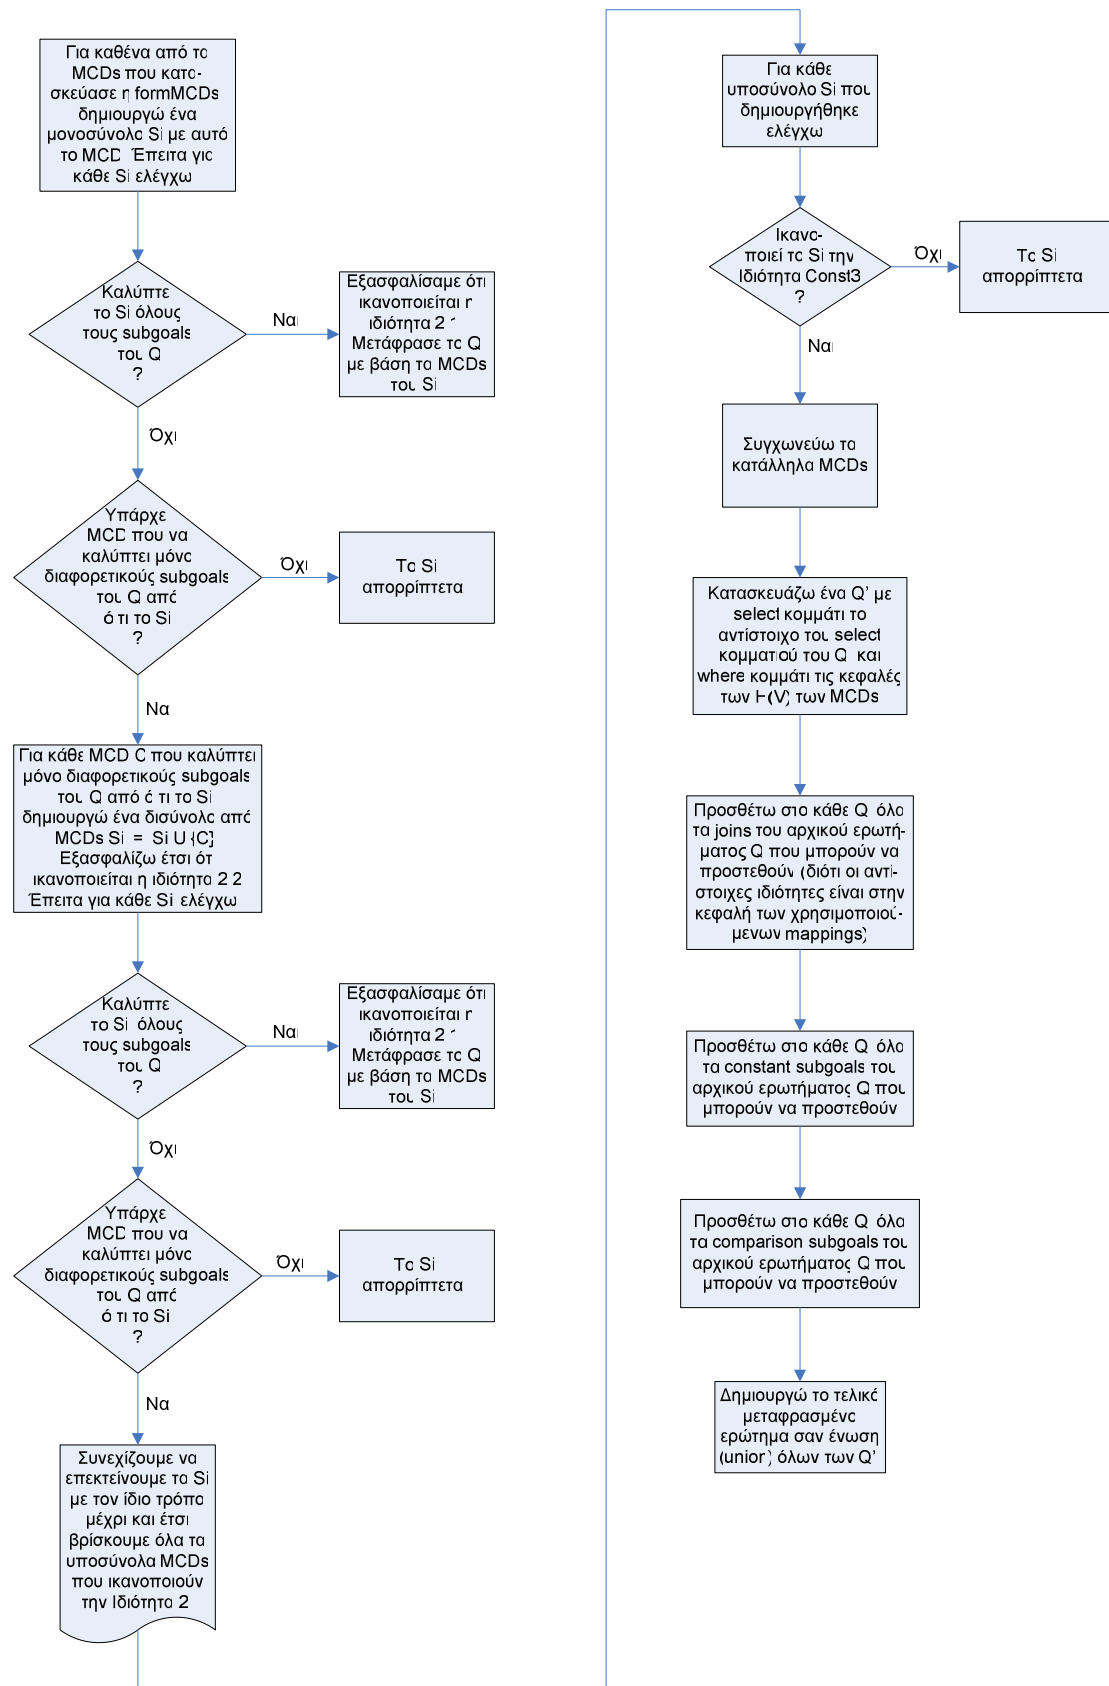 Για καθένα από τα
MCDs που κατα-
σκεύασε η formMCDs
δημιουργώ ένα
μονοσύνολο Si με αυτό
το MCD Έπειτα για
κάθε Si ελέγχω
Καλύπτε
το Si όλους
τους subgoals
του Q
?
Ναι
Εξασφαλίσαμε ότι
ικανοποιείται η
ιδιότητα 2 1
Μετάφρασε το Q
με βάση τα MCDs
του Si
Όχι
Υπάρχε
MCD που να
καλύπτει μόνο
διαφορετικούς subgoals
του Q από
ό τι το Si
?
Όχι
Το Si
απορρίπτετα
Να
Για κάθε MCD C που καλύπτει
μόνο διαφορετικούς subgoals
του Q από ό τι το Si
δημιουργώ ένα δισύνολο από
MCDs Si = Si U {C}
Εξασφαλίζω έτσι ότ
ικανοποιείται η ιδιότητα 2 2
Έπειτα για κάθε Si ελέγχω
Καλύπτε
το Si όλους
τους subgoals
του Q
?
Ναι
Εξασφαλίσαμε ότι
ικανοποιείται η
ιδιότητα 2 1
Μετάφρασε το Q
με βάση τα MCDs
του Si
Όχι
Υπάρχε
MCD που να
καλύπτει μόνο
διαφορετικούς subgoals
του Q από
ό τι το Si
?
Όχι
Το Si
απορρίπτετα
Να
Συνεχίζουμε να
επεκτείνουμε τα Si
με τον ίδιο τρόπο
μέχρι και έτσι
βρίσκουμε όλα τα
υποσύνολα MCDs
που ικανοποιούν
την Ιδιότητα 2
Για κάθε
υποσύνολο Si που
δημιουργήθηκε
ελέγχω
Ικανο-
ποιεί το Si την
Ιδιότητα Const3
?
Όχι
Το Si
απορρίπτετα
Ναι
Συγχωνεύω τα
κατάλληλα MCDs
Κατασκευάζω ένα Q’ με
select κομμάτι το
αντίστοιχο του select
κομματιού του Q και
where κομμάτι τις κεφαλές
των H(V) των MCDs
Προσθέτω στο κάθε Q όλα
τα joins του αρχικού ερωτή-
ματος Q που μπορούν να
προστεθούν (διότι οι αντί-
στοιχες ιδιότητες είναι στην
κεφαλή των χρησιμοποιού-
μενων mappings)
Προσθέτω στο κάθε Q όλα
τα constant subgoals του
αρχικού ερωτήματος Q που
μπορούν να προστεθούν
Προσθέτω στο κάθε Q όλα
τα comparison subgoals του
αρχικού ερωτήματος Q που
μπορούν να προστεθούν
Δημιουργώ το τελικό
μεταφρασμένο
ερώτημα σαν ένωση
(union) όλων των Q’